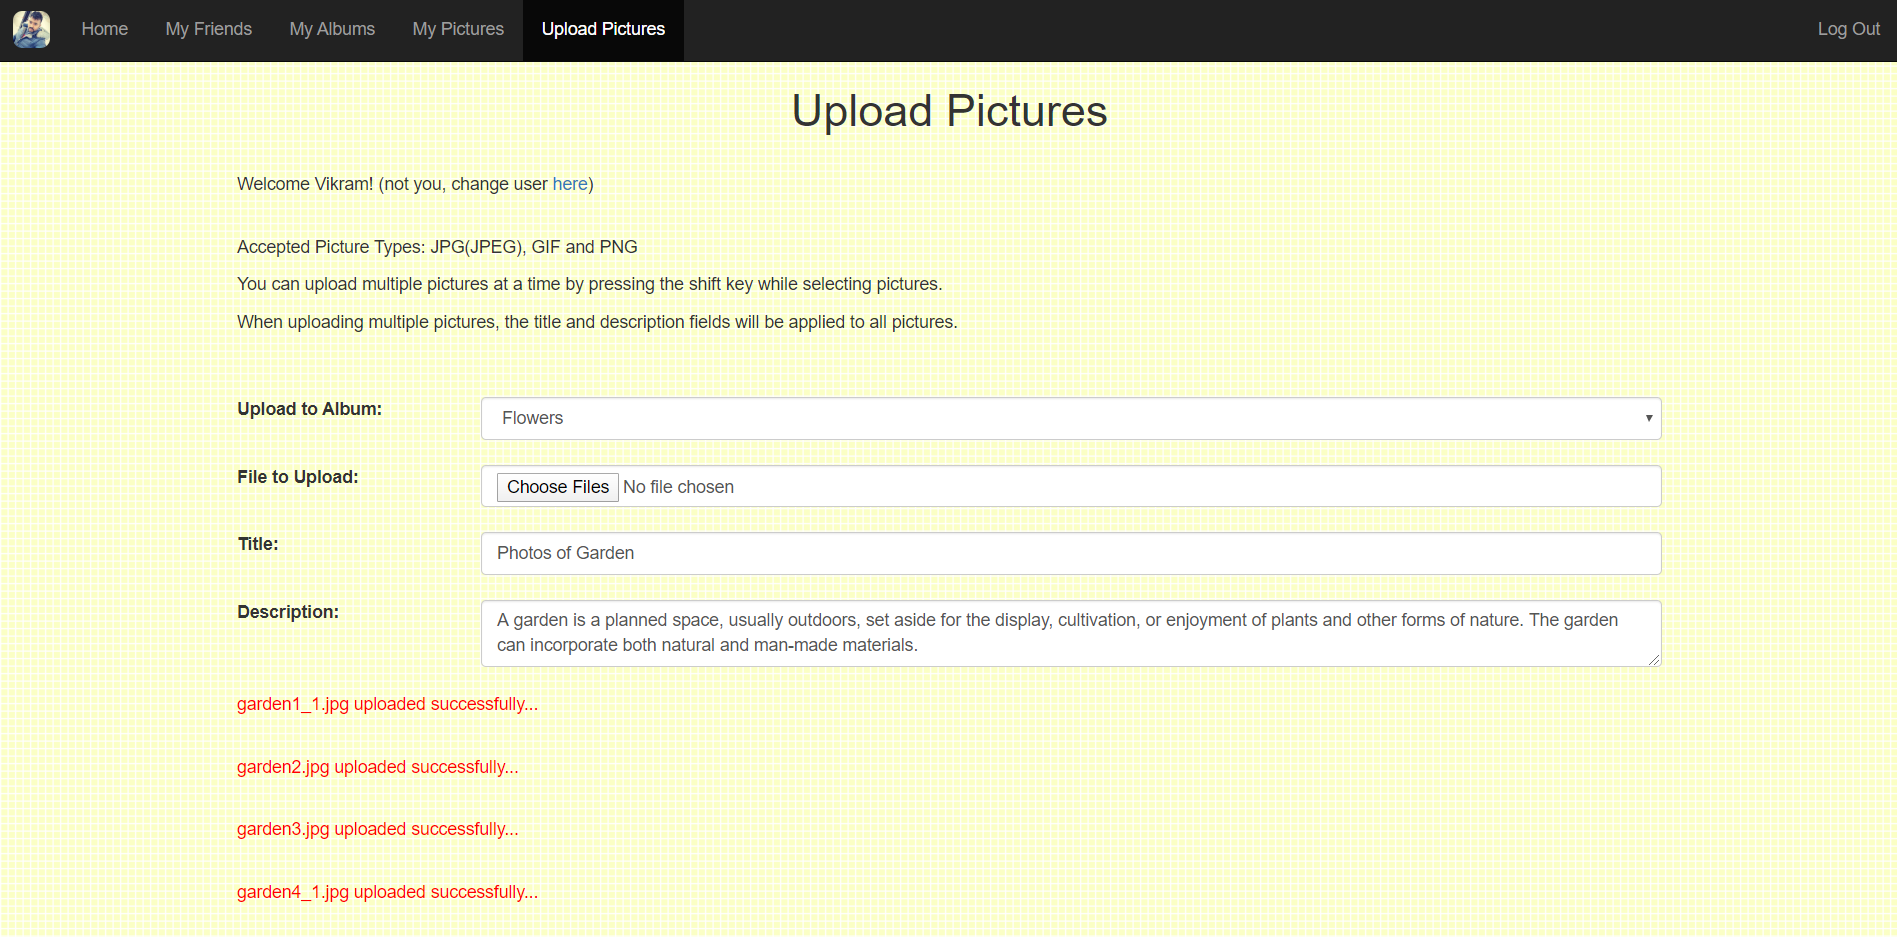 Home My Friends My Albums My Pictures Upload Pictures Log Out
Upload Pictures
Welcome Vikram! (not you, change user here)
Accepted Picture Types: JPG(JPEG), GIF and PNG
You can upload multiple pictures at a time by pressing the shift key while selecting pictures.
When uploading multiple pictures, the title and description fields will be applied to all pictures.
Upload to Album: Flowers
File to Upload: Choose Files No file chosen
Title: Photos of Garden
Description: A garden is a planned space, usually outdoors, set aside for the display, cultivation, or enjoyment of plants and other forms of nature. The garden
can incorporate both natural and man-made materials.
garden1_1.jpg uploaded successfully...
garden2.jpg uploaded successfully...
garden3.jpg uploaded successfully...
garden4_1.jpg uploaded successfully...